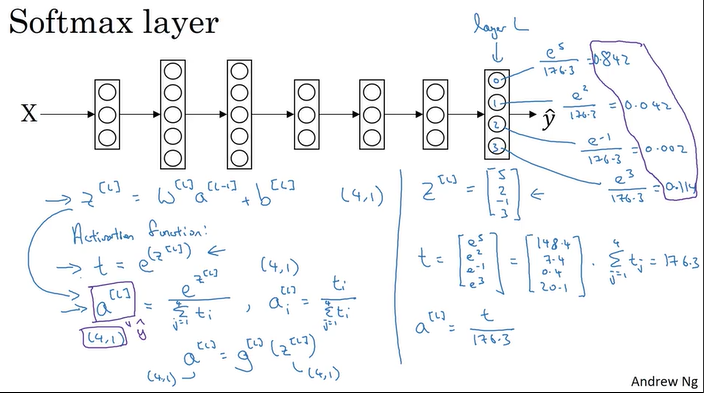 Softmax layer
layer L
X
0
1
2
3
ŷ
e^5/176.3 = 0.842
e^2/176.3 = 0.042
e^-1/176.3 = 0.002
e^3/176.3 = 0.114
→ z^[L] = W^[L] a^[L-1] + b^[L] (4,1)
Activation function:
→ t = e^(z^[L]) ← (4,1)
→ a^[L] = e^z^[L] / Σ_{j=1}^4 t_i , a_i^[L] = t_i / Σ_{j=1}^4 t_i
(4,1) " ŷ
a^[L] = g^[L](z^[L])
(4,1) (4,1)
z^[L] = [5 2 -1 3] ←
t = [e^5 e^2 e^-1 e^3] = [148.4 7.4 0.4 20.1] . Σ_{j=1}^4 t_j = 176.3
a^[L] = t/176.3
Andrew Ng